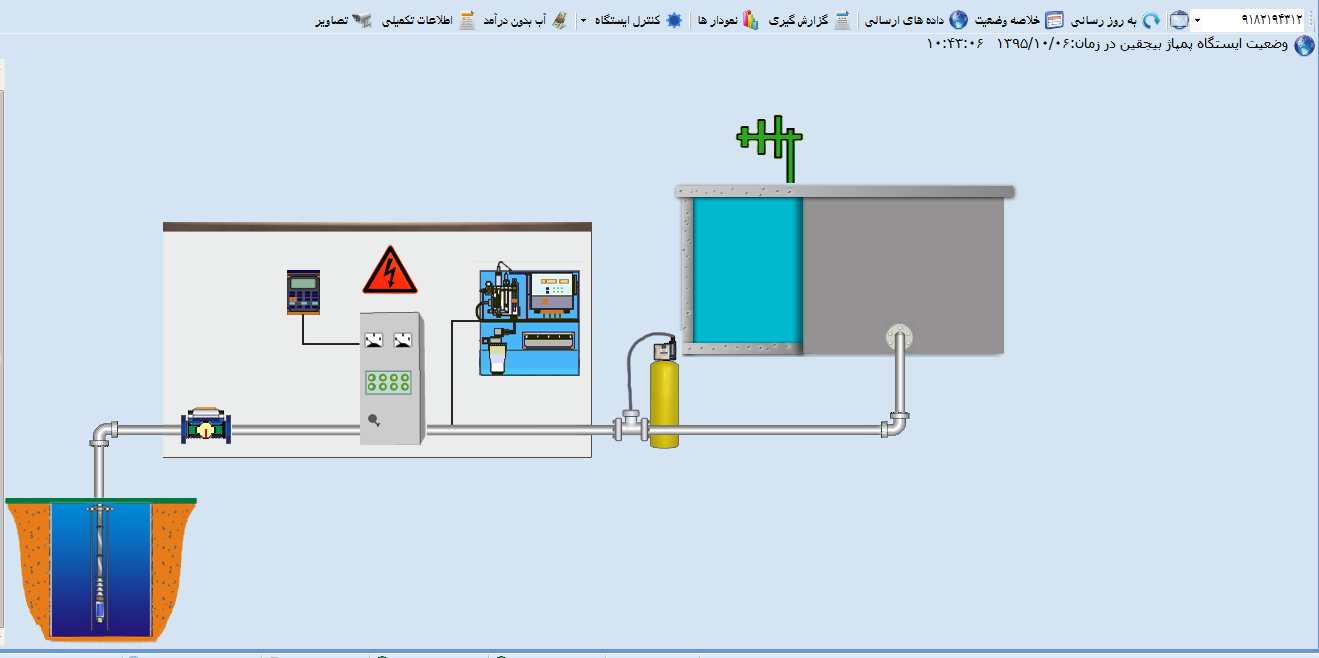 ۹۱۸۲۱۹۴۳۱۲ به روز رسانی خلاصه وضعیت داده های ارسالی گزارش گیری نمودار ها کنترل ایستگاه آب بدون درآمد اطلاعات تکمیلی تصاویر
وضعیت ایستگاه پمپاژ بیجقین در زمان:۱۳۹۵/۱۰/۰۶ ۱۰:۴۳:۰۶